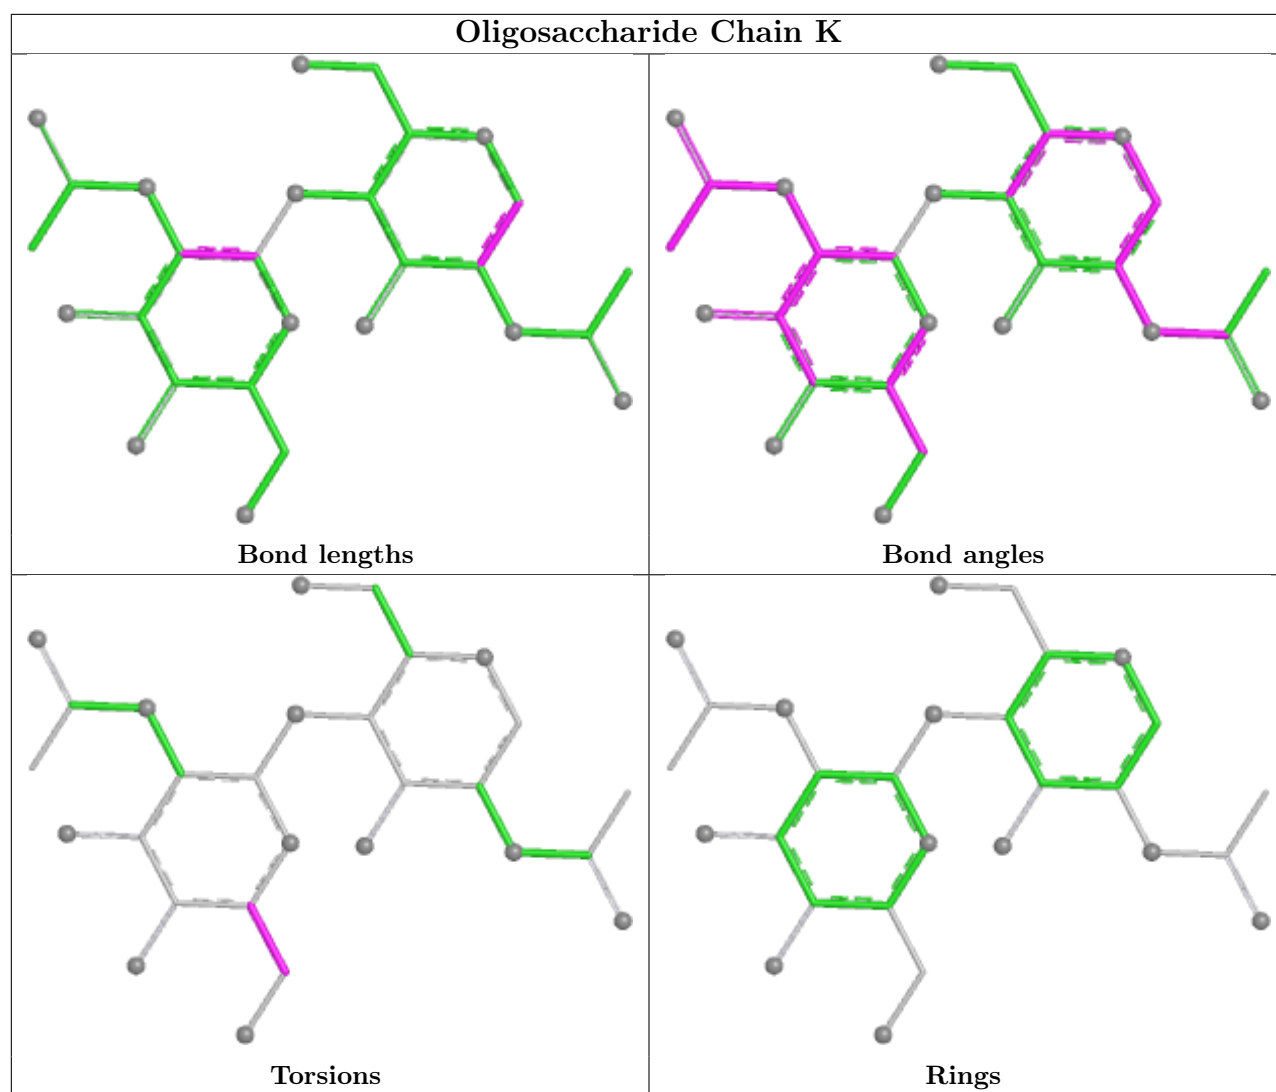 Oligosaccharide Chain K
Bond lengths
Bond angles
Torsions
Rings